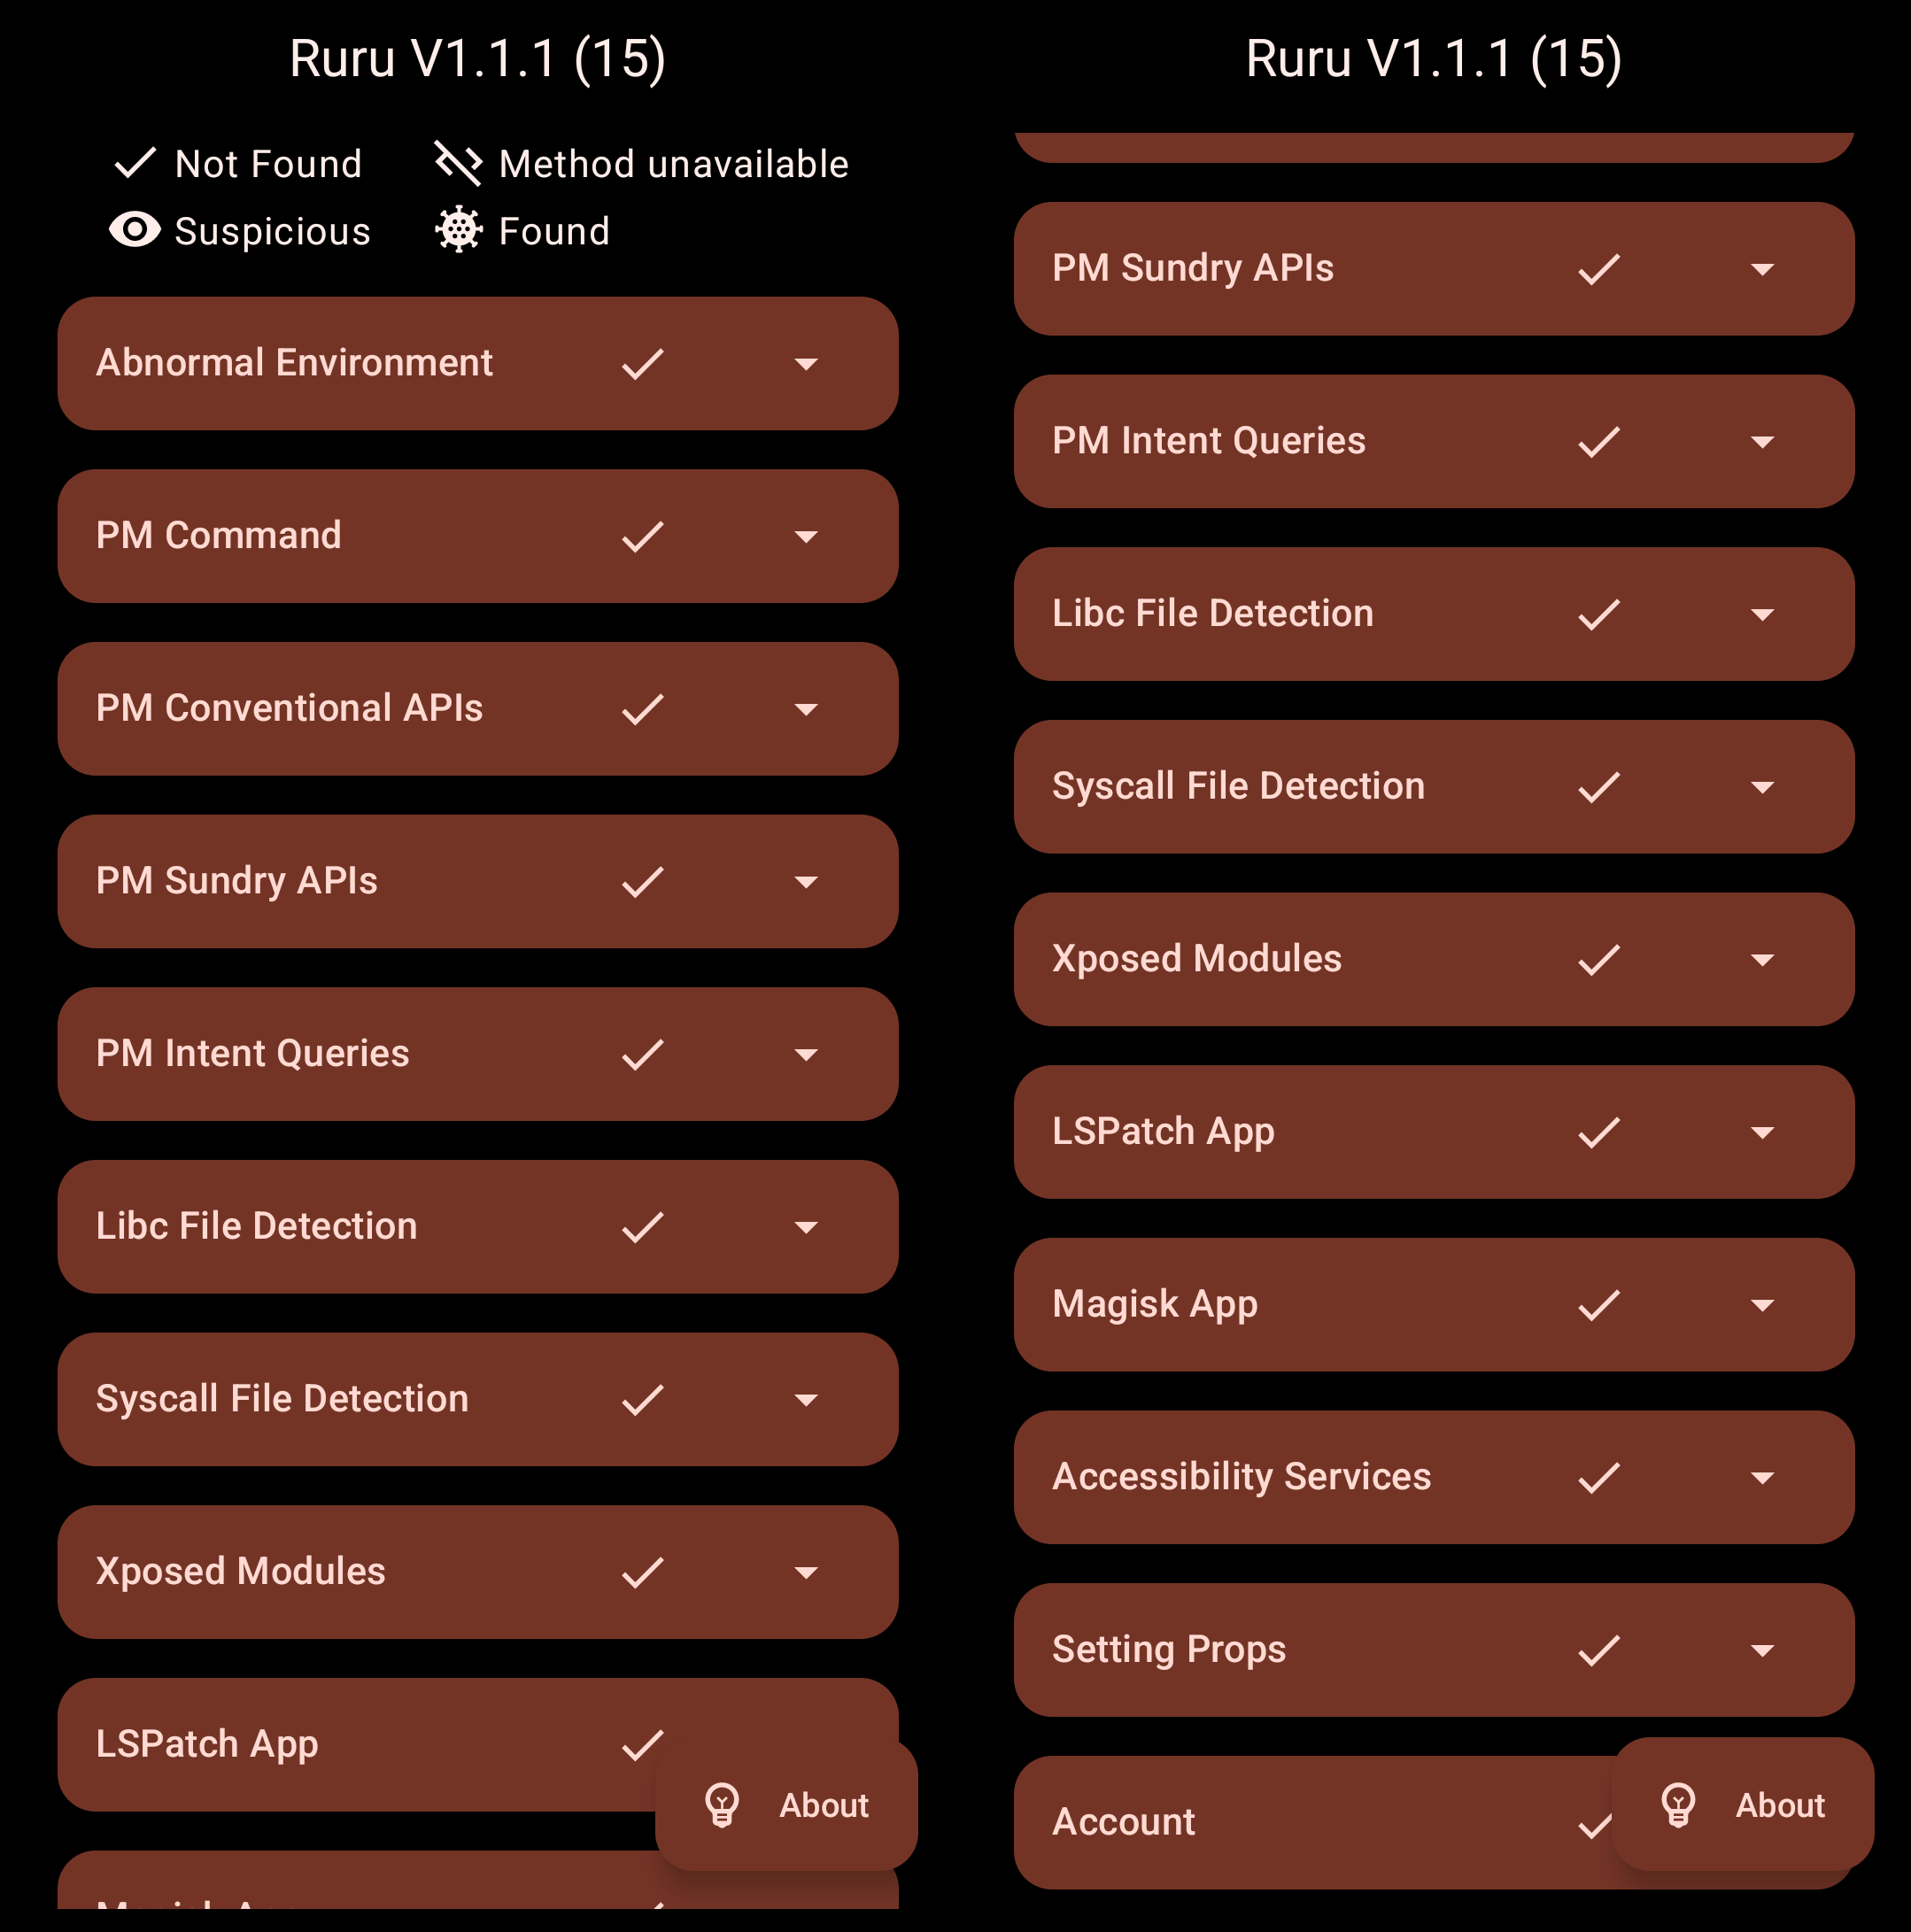 Ruru V1.1.1 (15)
Not Found
Method unavailable
Suspicious
Found
Abnormal Environment
PM Command
PM Conventional APIs
PM Sundry APIs
PM Intent Queries
Libc File Detection
Syscall File Detection
Xposed Modules
LSPatch App
About
Ruru V1.1.1 (15)
PM Sundry APIs
PM Intent Queries
Libc File Detection
Syscall File Detection
Xposed Modules
LSPatch App
Magisk App
Accessibility Services
Setting Props
Account
About